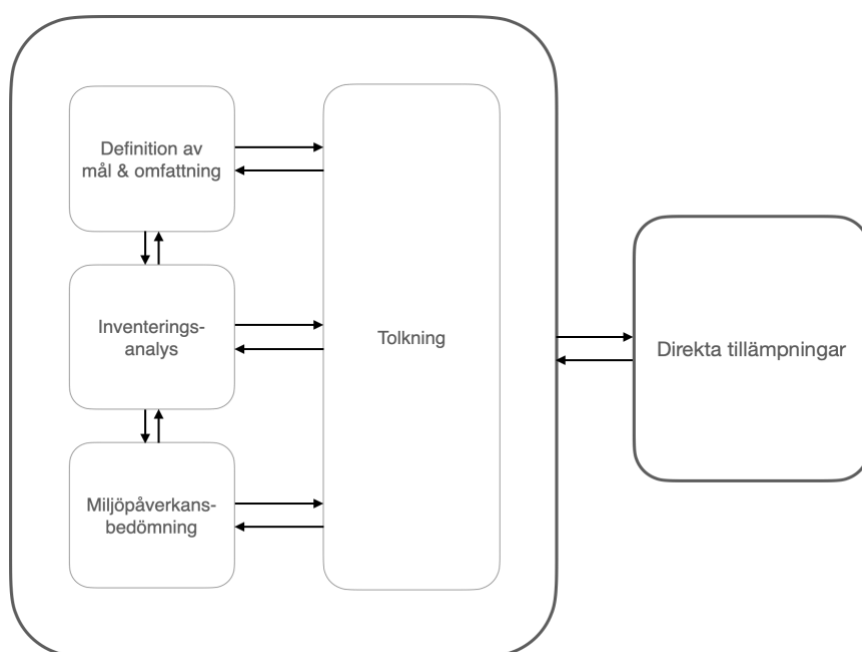 Definition av
mål & omfattning
Inventerings-
analys
Miljöpåverkans-
bedömning
Tolkning
Direkta tillämpningar